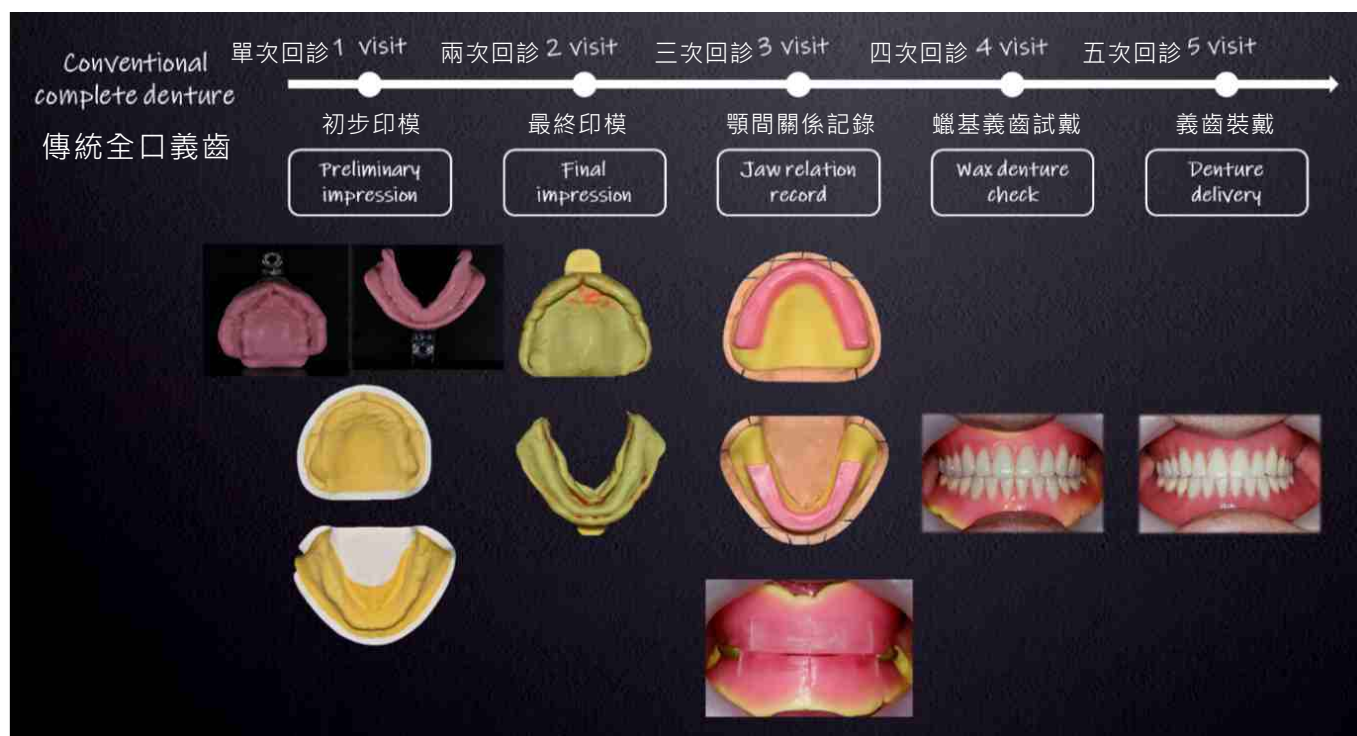 Conventional
complete denture
傳統全口義齒
單次回診 1 visit
兩次回診 2 visit
三次回診 3 visit
四次回診 4 visit
五次回診 5 visit
初步印模
Preliminary
impression
最終印模
Final
impression
顎間關係記錄
Jaw relation
record
蠟基義齒試戴
Wax denture
check
義齒裝戴
Denture
delivery